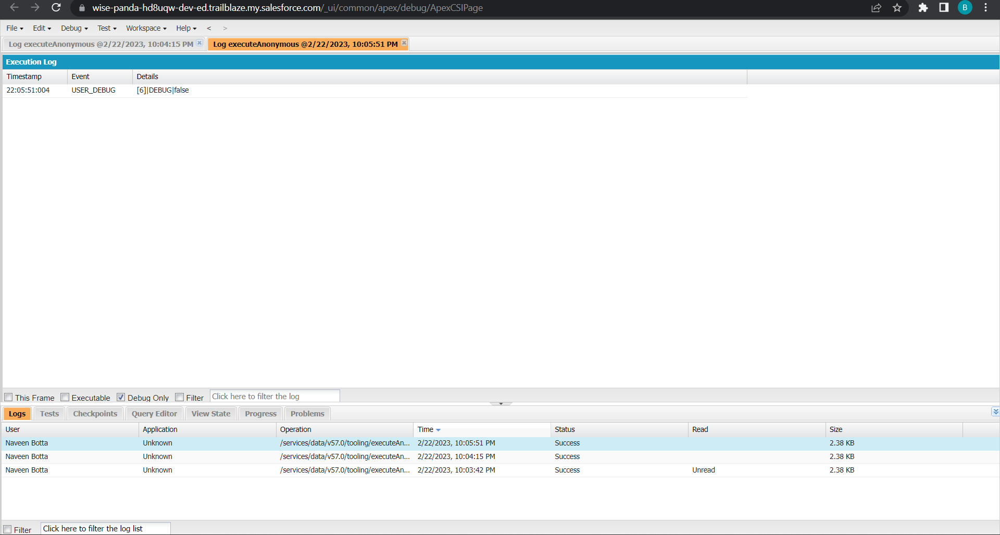 wise-panda-hd8uqw-dev-ed.trailblaze.my.salesforce.com/_ui/common/apex/debug/ApexCSIPage
B
File Edit Debug Test Workspace Help < >
Log executeAnonymous @2/22/2023, 10:04:15 PM Log executeAnonymous @2/22/2023, 10:05:51 PM
Execution Log
Timestamp Event Details
22:05:51:004 USER_DEBUG [6]|DEBUG|false
This Frame Executable Debug Only Filter Click here to filter the log
Logs Tests Checkpoints Query Editor View State Progress Problems
User Application Operation Time Status Read Size
Naveen Botta Unknown /services/data/v57.0/tooling/executeAn... 2/22/2023, 10:05:51 PM Success 2.38 KB
Naveen Botta Unknown /services/data/v57.0/tooling/executeAn... 2/22/2023, 10:04:15 PM Success 2.38 KB
Naveen Botta Unknown /services/data/v57.0/tooling/executeAn... 2/22/2023, 10:03:42 PM Success Unread 2.38 KB
Filter Click here to filter the log list